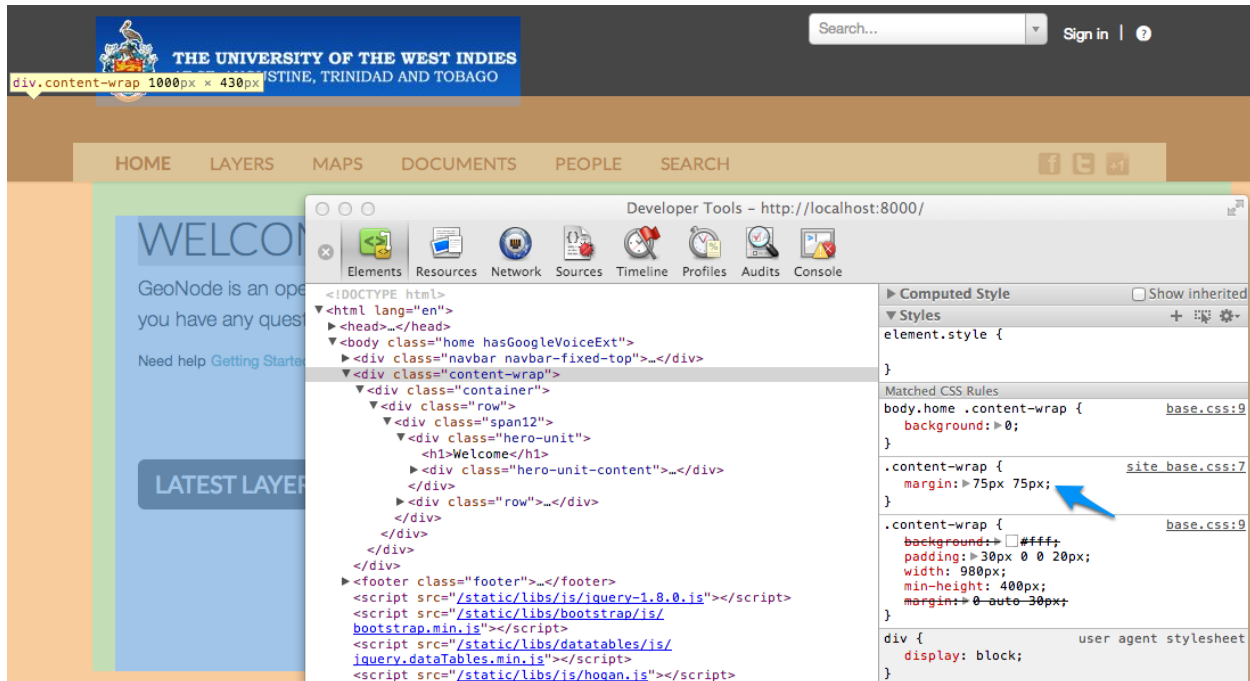 Search...
Sign in | ?
THE UNIVERSITY OF THE WEST INDIES
STINE, TRINIDAD AND TOBAGO
div.content-wrap 1000px × 430px
HOME LAYERS MAPS DOCUMENTS PEOPLE SEARCH
f t +1
WELCO
GeoNode is an ope
you have any quest
Need help Getting Starte
LATEST LAYER
Developer Tools – http://localhost:8000/
Elements Resources Network Sources Timeline Profiles Audits Console
<!DOCTYPE html>
▼<html lang="en">
▶<head>…</head>
▼<body class="home hasGoogleVoiceExt">
▶<div class="navbar navbar-fixed-top">…</div>
▼<div class="content-wrap">
▼<div class="container">
▼<div class="row">
▼<div class="span12">
▼<div class="hero-unit">
<h1>Welcome</h1>
▶<div class="hero-unit-content">…</div>
</div>
▶<div class="row">…</div>
</div>
</div>
</div>
</div>
▶<footer class="footer">…</footer>
<script src="/static/libs/js/jquery-1.8.0.js"></script>
<script src="/static/libs/bootstrap/js/
bootstrap.min.js"></script>
<script src="/static/libs/datatables/js/
jquery.dataTables.min.js"></script>
<script src="/static/libs/js/hogan.js"></script>
▶ Computed Style Show inherited
▼ Styles
element.style {
}
Matched CSS Rules
body.home .content-wrap { base.css:9
background:▶0;
}
.content-wrap { site_base.css:7
margin:▶75px 75px;
}
.content-wrap { base.css:9
background:▶#fff;
padding:▶30px 0 0 20px;
width: 980px;
min-height: 400px;
margin:▶0 auto 30px;
}
div { user agent stylesheet
display: block;
}